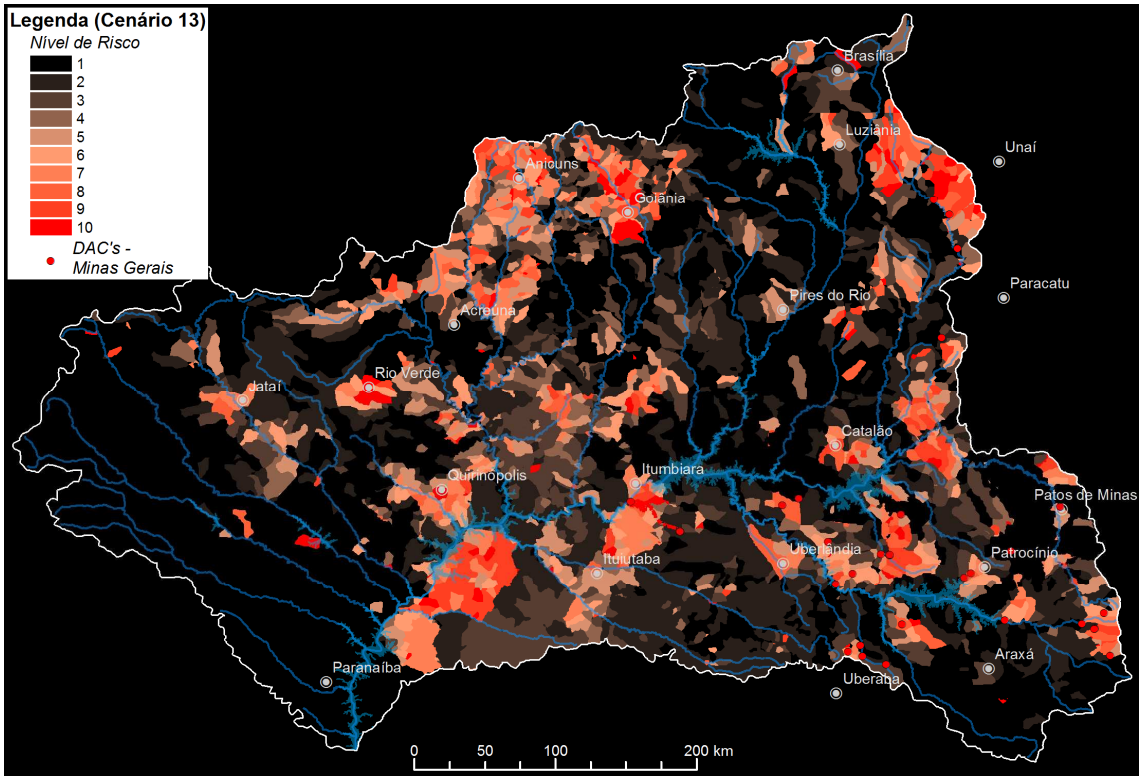 Legenda (Cenário 13)
Nível de Risco
1
2
3
4
5
6
7
8
9
10
DAC's -
Minas Gerais
Brasília
Luziânia
Unaí
Anicuns
Goiânia
Paracatu
Pires do Rio
Acreúna
Rio Verde
Jataí
Catalão
Itumbiara
Quirinópolis
Patos de Minas
Uberlândia
Patrocínio
Ituiutaba
Araxá
Paranaíba
Uberaba
0 50 100 200 km